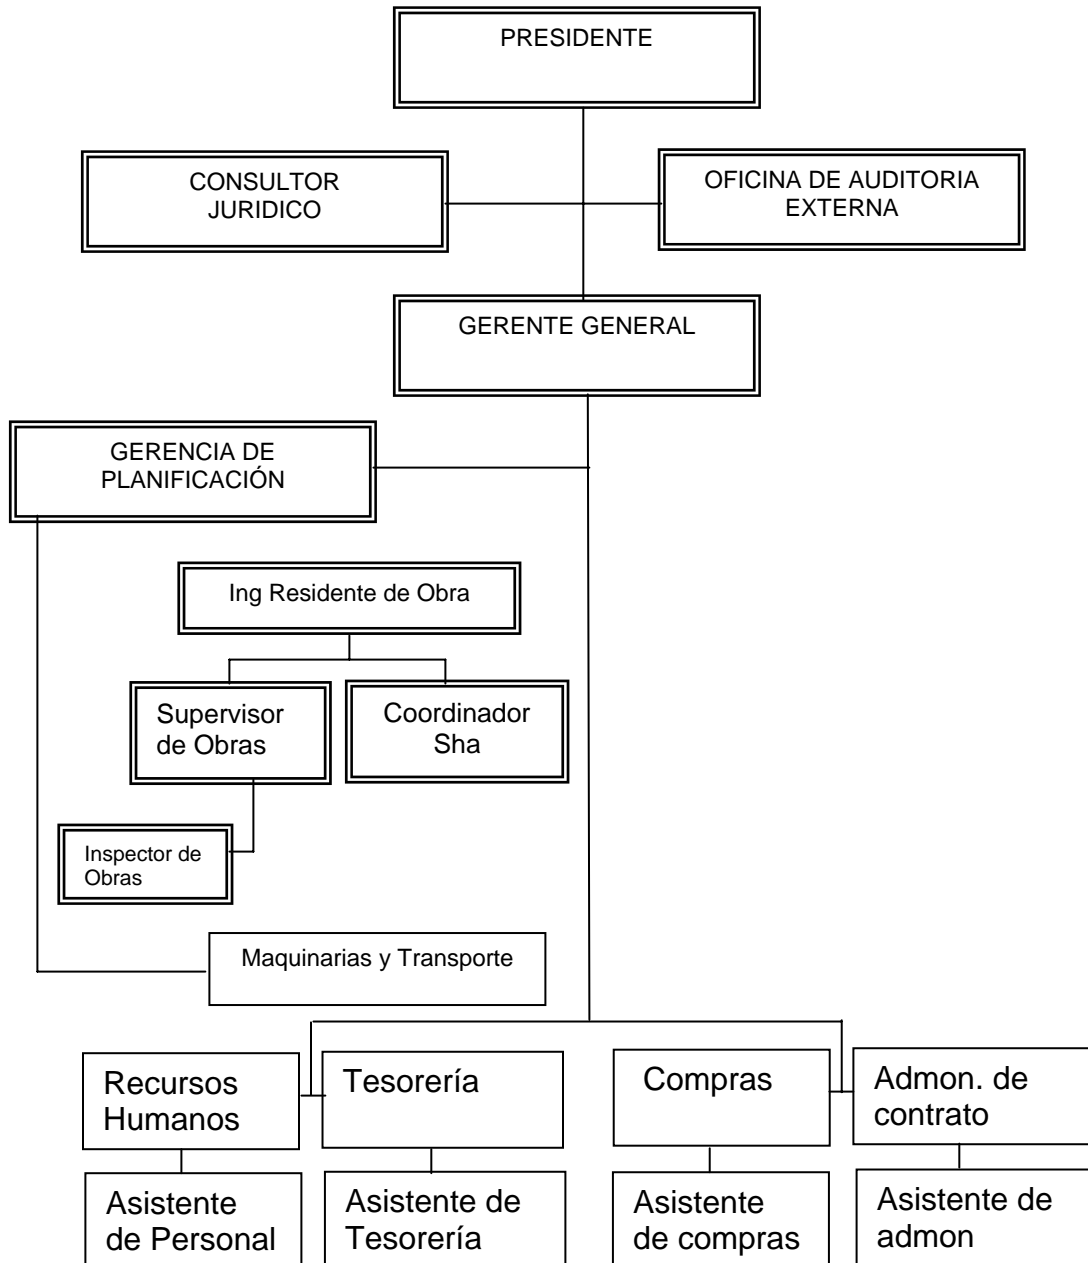 PRESIDENTE
CONSULTOR
JURIDICO
OFICINA DE AUDITORIA
EXTERNA
GERENTE GENERAL
GERENCIA DE
PLANIFICACIÓN
Ing Residente de Obra
Supervisor
de Obras
Coordinador
Sha
Inspector de
Obras
Maquinarias y Transporte
Recursos
Humanos
Tesorería
Compras
Admon. de
contrato
Asistente
de Personal
Asistente de
Tesorería
Asistente
de compras
Asistente de
admon